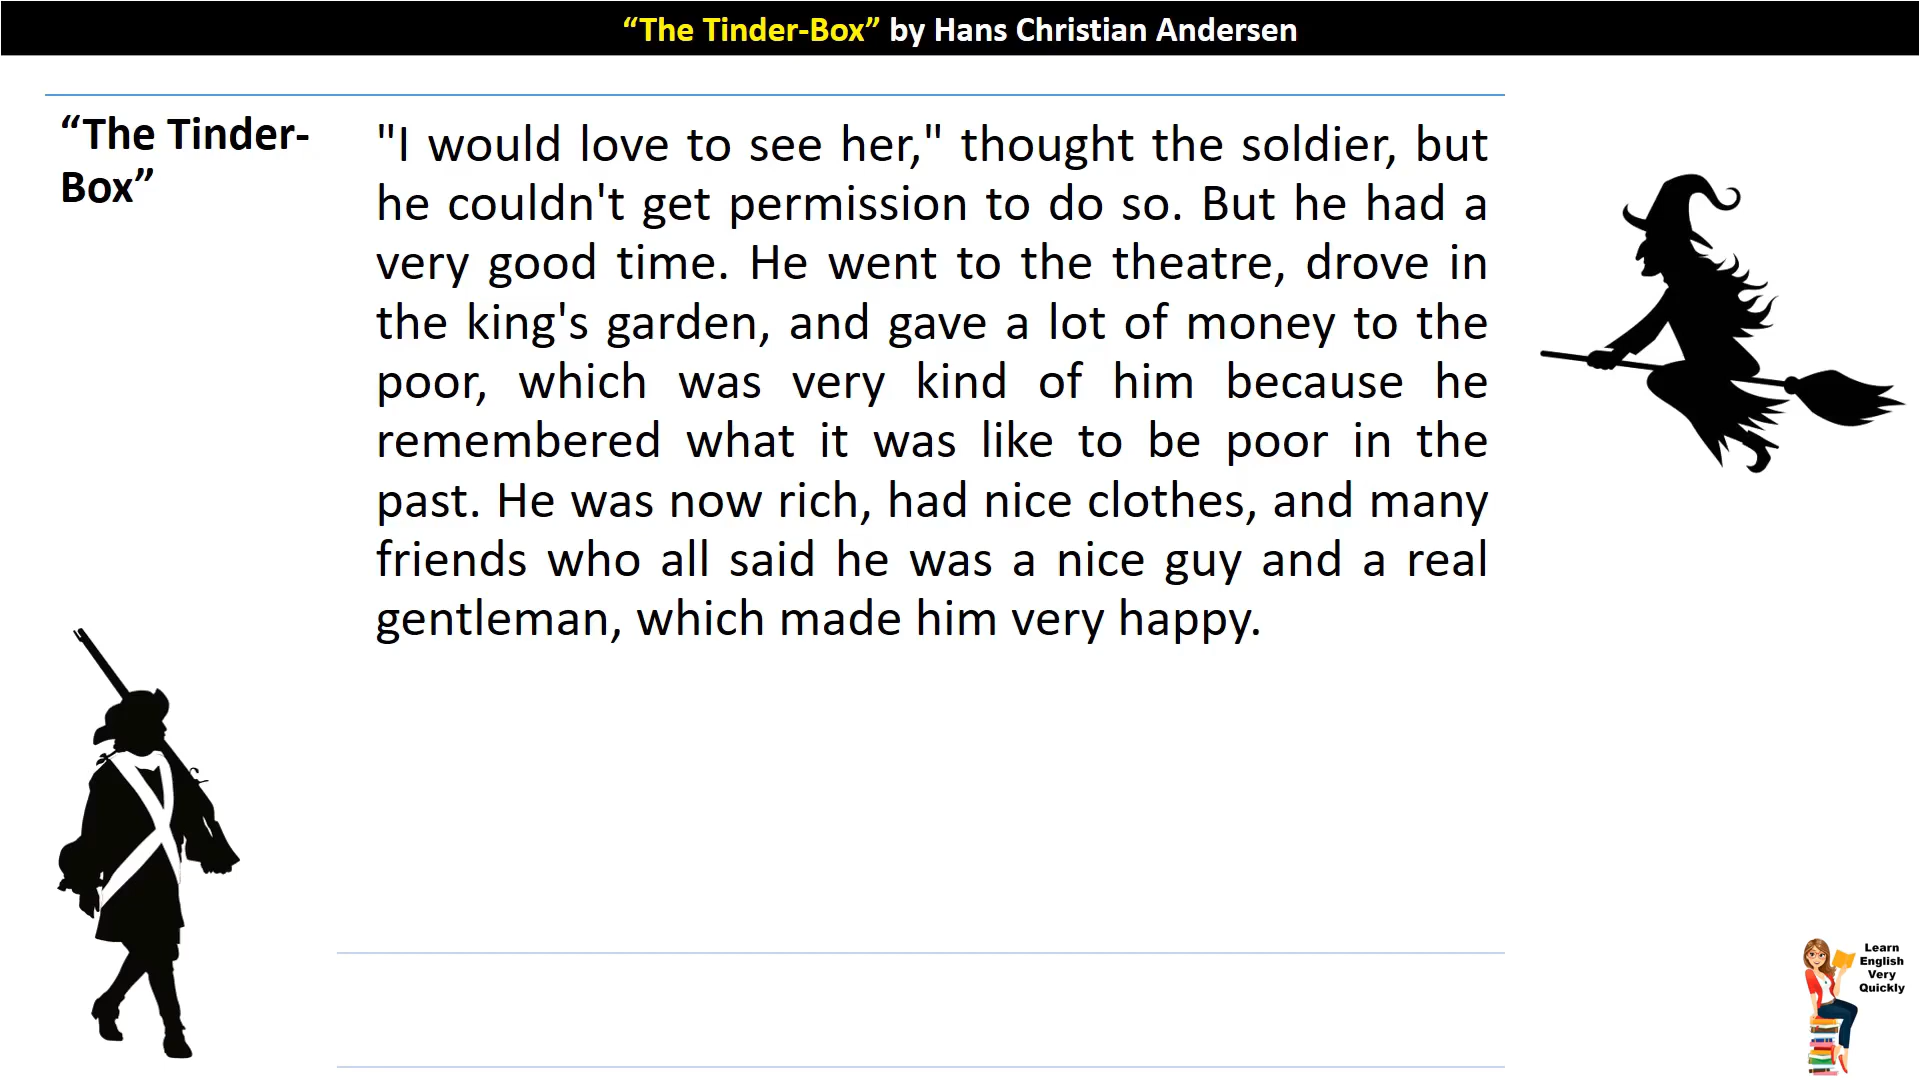 “The Tinder-Box” by Hans Christian Andersen
“The Tinder-
Box”
"I would love to see her," thought the soldier, but
he couldn't get permission to do so. But he had a
very good time. He went to the theatre, drove in
the king's garden, and gave a lot of money to the
poor, which was very kind of him because he
remembered what it was like to be poor in the
past. He was now rich, had nice clothes, and many
friends who all said he was a nice guy and a real
gentleman, which made him very happy.
Learn
English
Very
Quickly